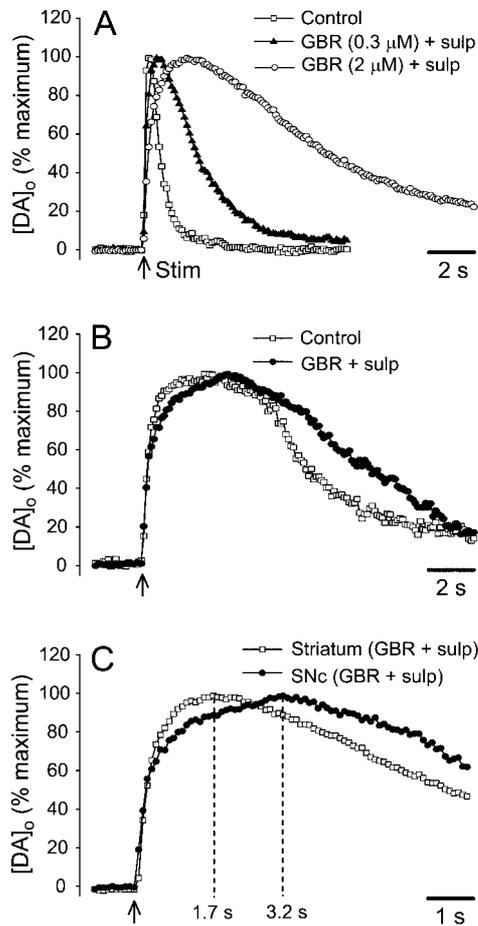 A
Control
GBR (0.3 μM) + sulp
GBR (2 μM) + sulp
[DA]o (% maximum)
120
100
80
60
40
20
0
Stim
2 s
B
Control
GBR + sulp
[DA]o (% maximum)
120
100
80
60
40
20
0
2 s
C
Striatum (GBR + sulp)
SNc (GBR + sulp)
[DA]o (% maximum)
120
100
80
60
40
20
0
1.7 s
3.2 s
1 s